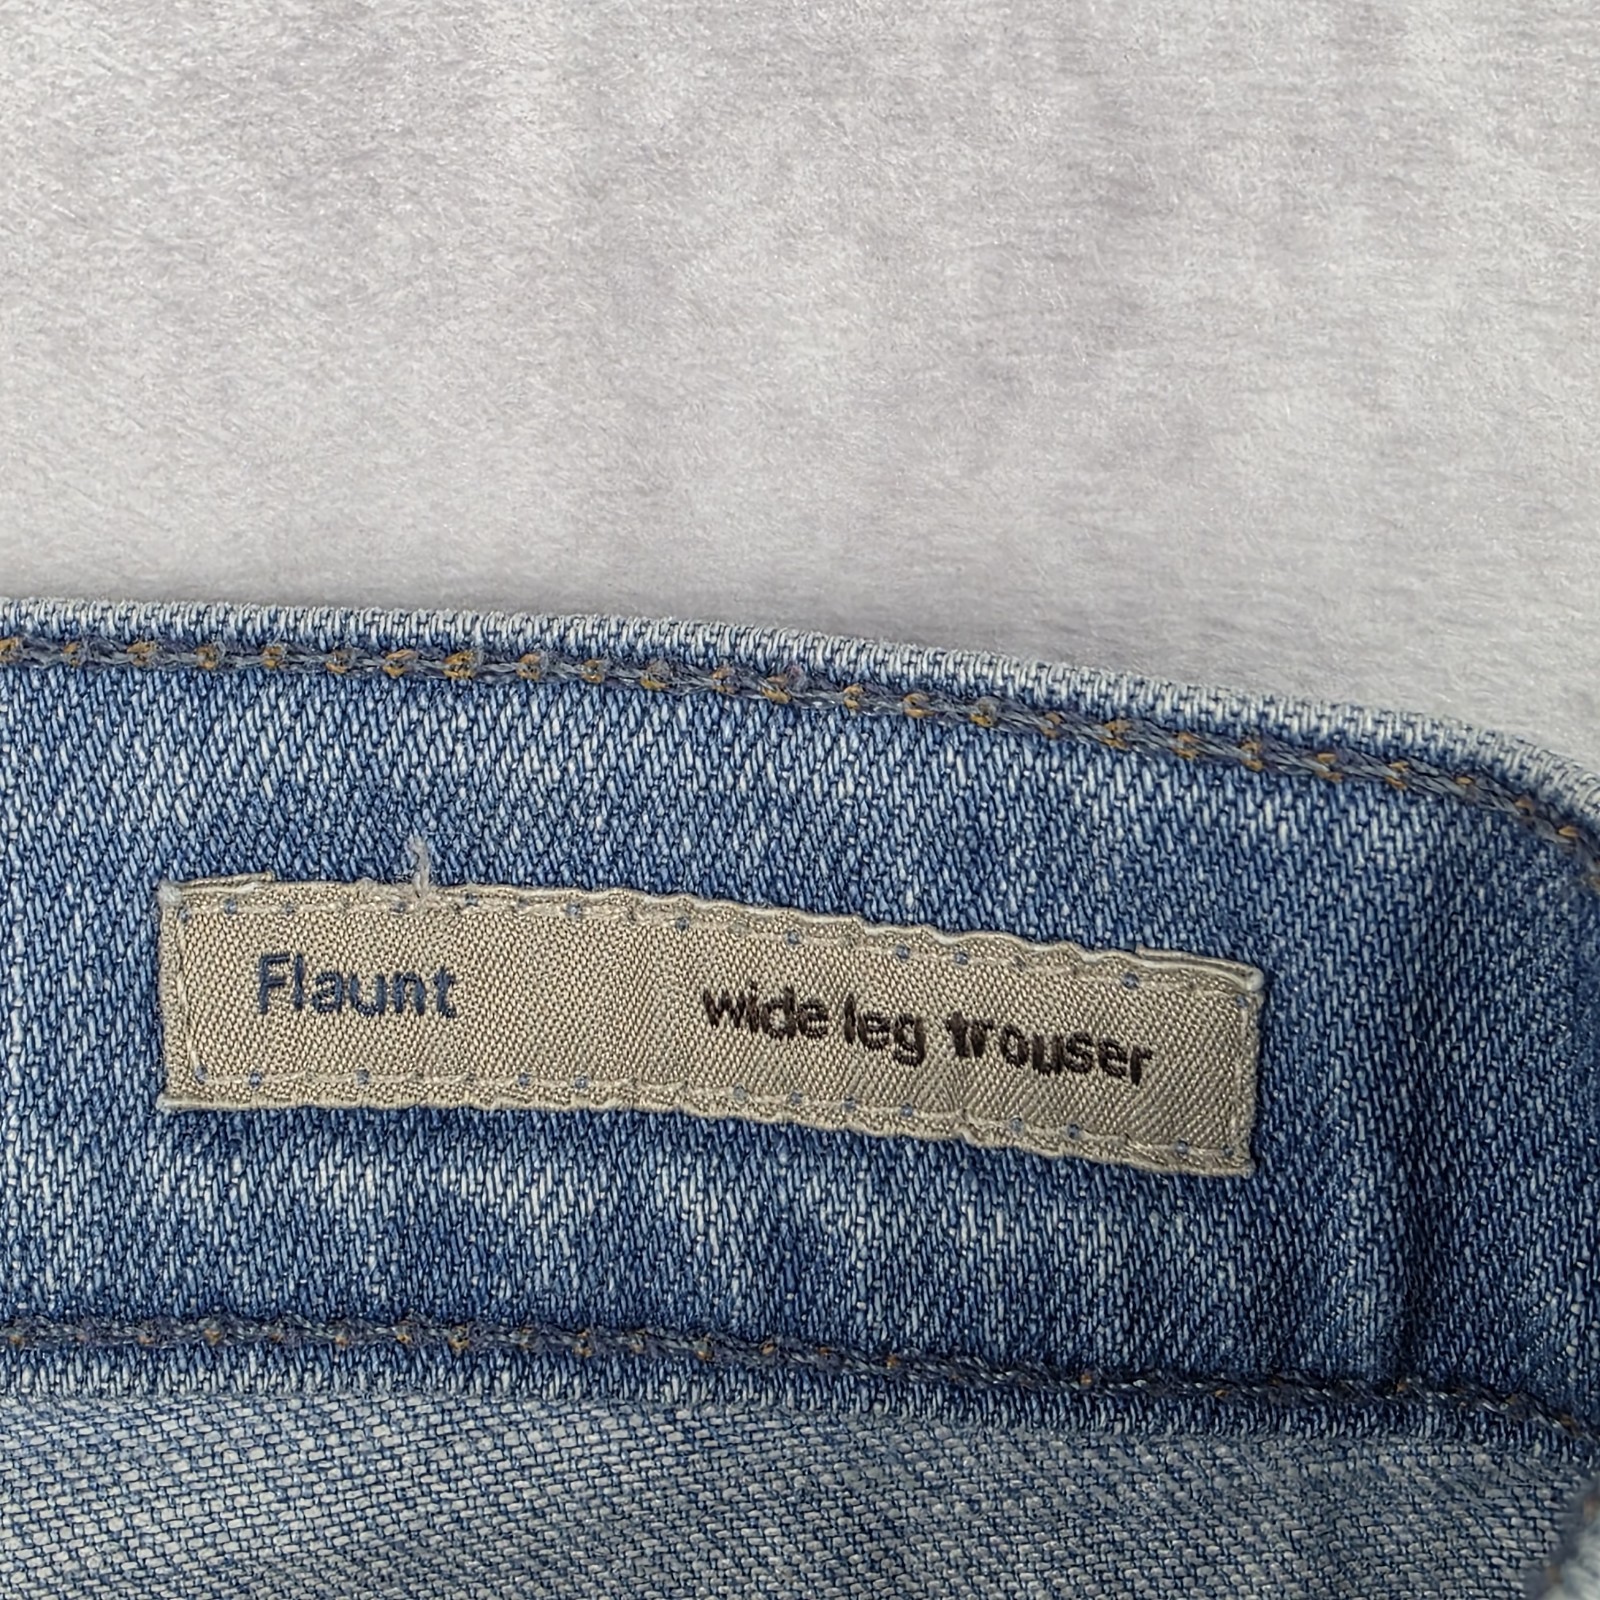 Flaunt wide leg trouser